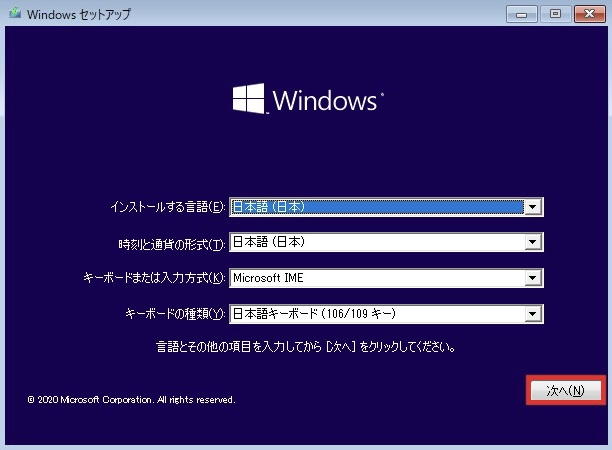 Windows セットアップ
Windows
インストールする言語(E): 日本語 (日本)
時刻と通貨の形式(T): 日本語 (日本)
キーボードまたは入力方式(K): Microsoft IME
キーボードの種類(Y): 日本語キーボード (106/109 キー)
言語とその他の項目を入力してから [次へ] をクリックしてください。
次へ(N)
© 2020 Microsoft Corporation. All rights reserved.